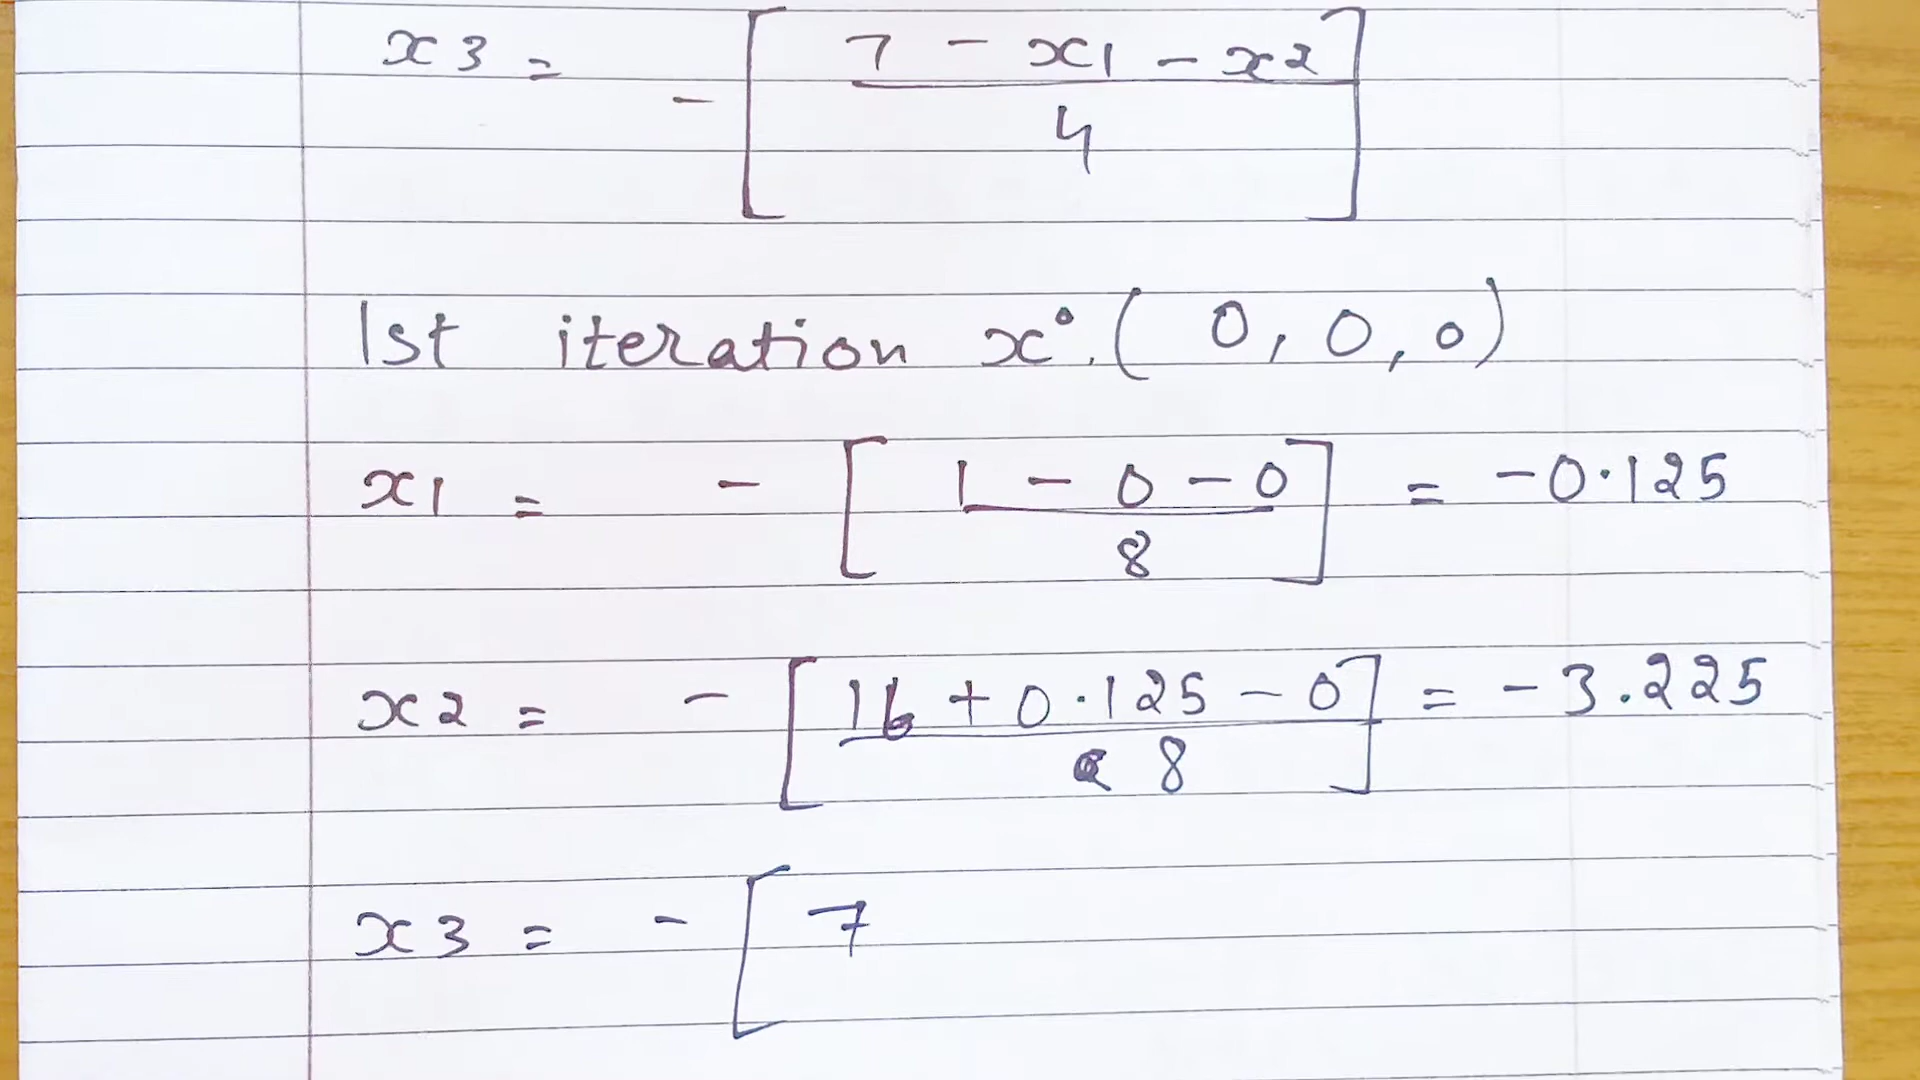 x3 = - [ 7 - x1 - x2 / 4 ]
1st iteration x°. ( 0, 0, 0 )
x1 = - [ 1 - 0 - 0 / 8 ] = -0.125
x2 = - [ 16 + 0.125 - 0 / 8 ] = -3.225
x3 = - [ 7